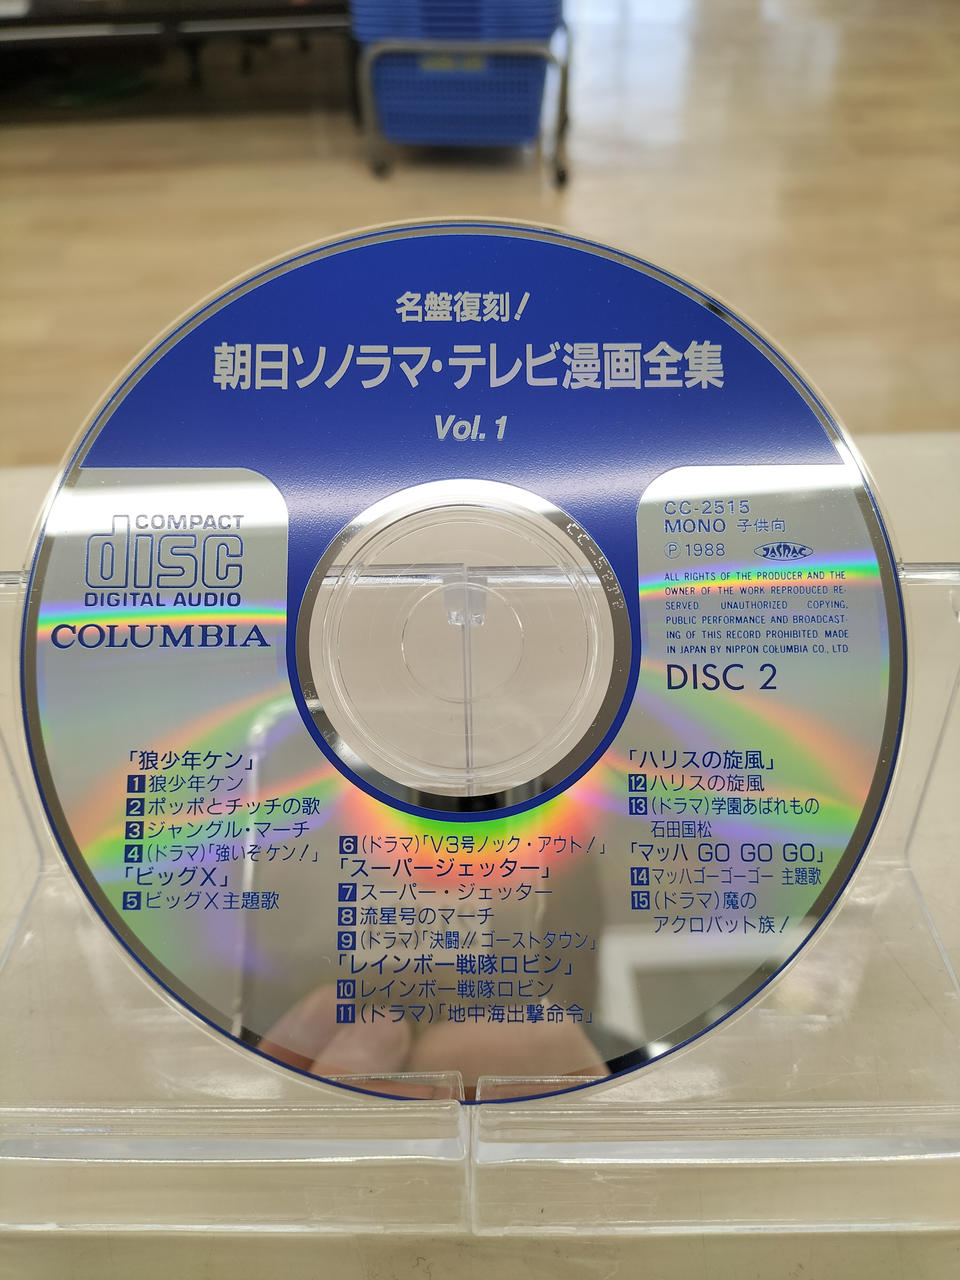 名盤復刻!
朝日ソノラマ・テレビ漫画全集
Vol. 1
COMPACT
disc
DIGITAL AUDIO
COLUMBIA
CC-2515
MONO 子供向
Ⓟ 1988 JASRAC
ALL RIGHTS OF THE PRODUCER AND THE
OWNER OF THE WORK REPRODUCED RE-
SERVED. UNAUTHORIZED COPYING,
PUBLIC PERFORMANCE AND BROADCAST-
ING OF THIS RECORD PROHIBITED. MADE
IN JAPAN BY NIPPON COLUMBIA CO., LTD.
DISC 2
「狼少年ケン」
1 狼少年ケン
2 ポッポとチッチの歌
3 ジャングル・マーチ
4 (ドラマ)「強いぞケン!」
「ビッグX」
5 ビッグX主題歌
6 (ドラマ)「V3号ノック・アウト!」
「スーパージェッター」
7 スーパー・ジェッター
8 流星号のマーチ
9 (ドラマ)「決闘!! ゴーストタウン」
「レインボー戦隊ロビン」
10 レインボー戦隊ロビン
11 (ドラマ)「地中海出撃命令」
「ハリスの旋風」
12 ハリスの旋風
13 (ドラマ)学園あばれもの
石田国松
「マッハ GO GO GO」
14 マッハゴーゴーゴー 主題歌
15 (ドラマ)魔の
アクロバット族!